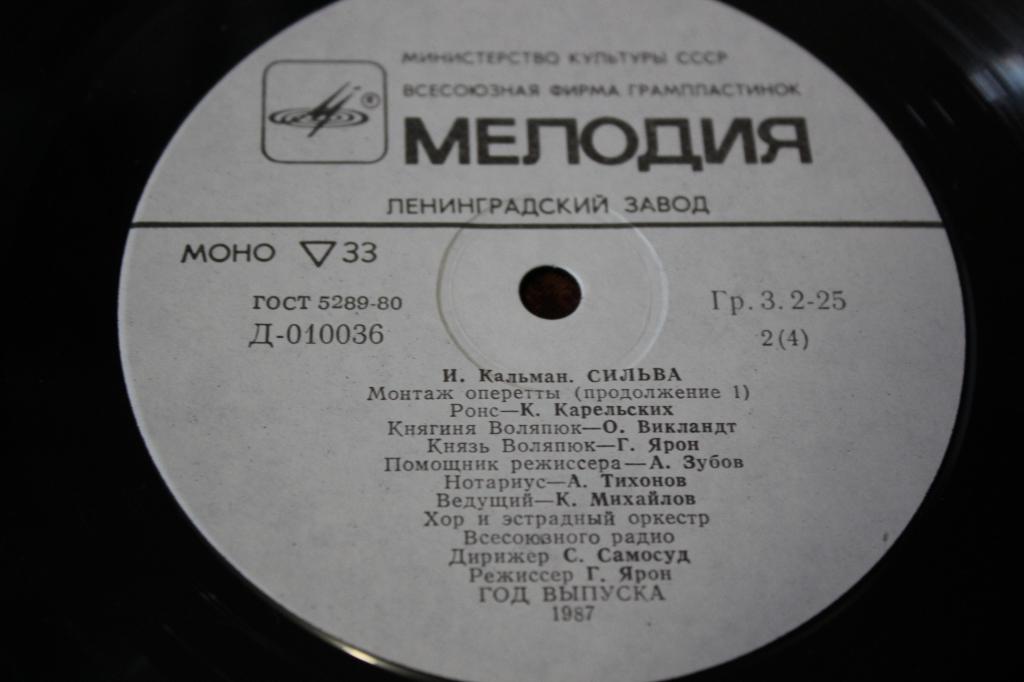 МИНИСТЕРСТВО КУЛЬТУРЫ СССР
ВСЕСОЮЗНАЯ ФИРМА ГРАМПЛАСТИНОК
®
МЕЛОДИЯ
ЛЕНИНГРАДСКИЙ ЗАВОД
МОНО ▽ 33
ГОСТ 5289-80
Гр. 3. 2-25
Д-010036
2(4)
И. Кальман. СИЛЬВА
Монтаж оперетты (продолжение 1)
Ронс—К. Карельских
Княгиня Воляпюк—О. Викландт
Князь Воляпюк—Г. Ярон
Помощник режиссера—А. Зубов
Нотариус—А. Тихонов
Ведущий—К. Михайлов
Хор и эстрадный оркестр
Всесоюзного радио
Дирижер С. Самосуд
Режиссер Г. Ярон
ГОД ВЫПУСКА
1987